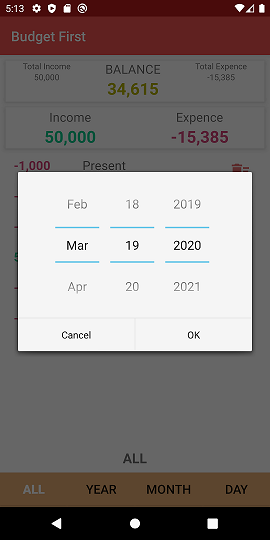 5:13
Budget First
Total Income
50,000
BALANCE
34,615
Total Expence
-15,385
Income
50,000
Expence
-15,385
-1,000 Present
Feb 18 2019
Mar 19 2020
Apr 20 2021
Cancel OK
ALL
ALL YEAR MONTH DAY